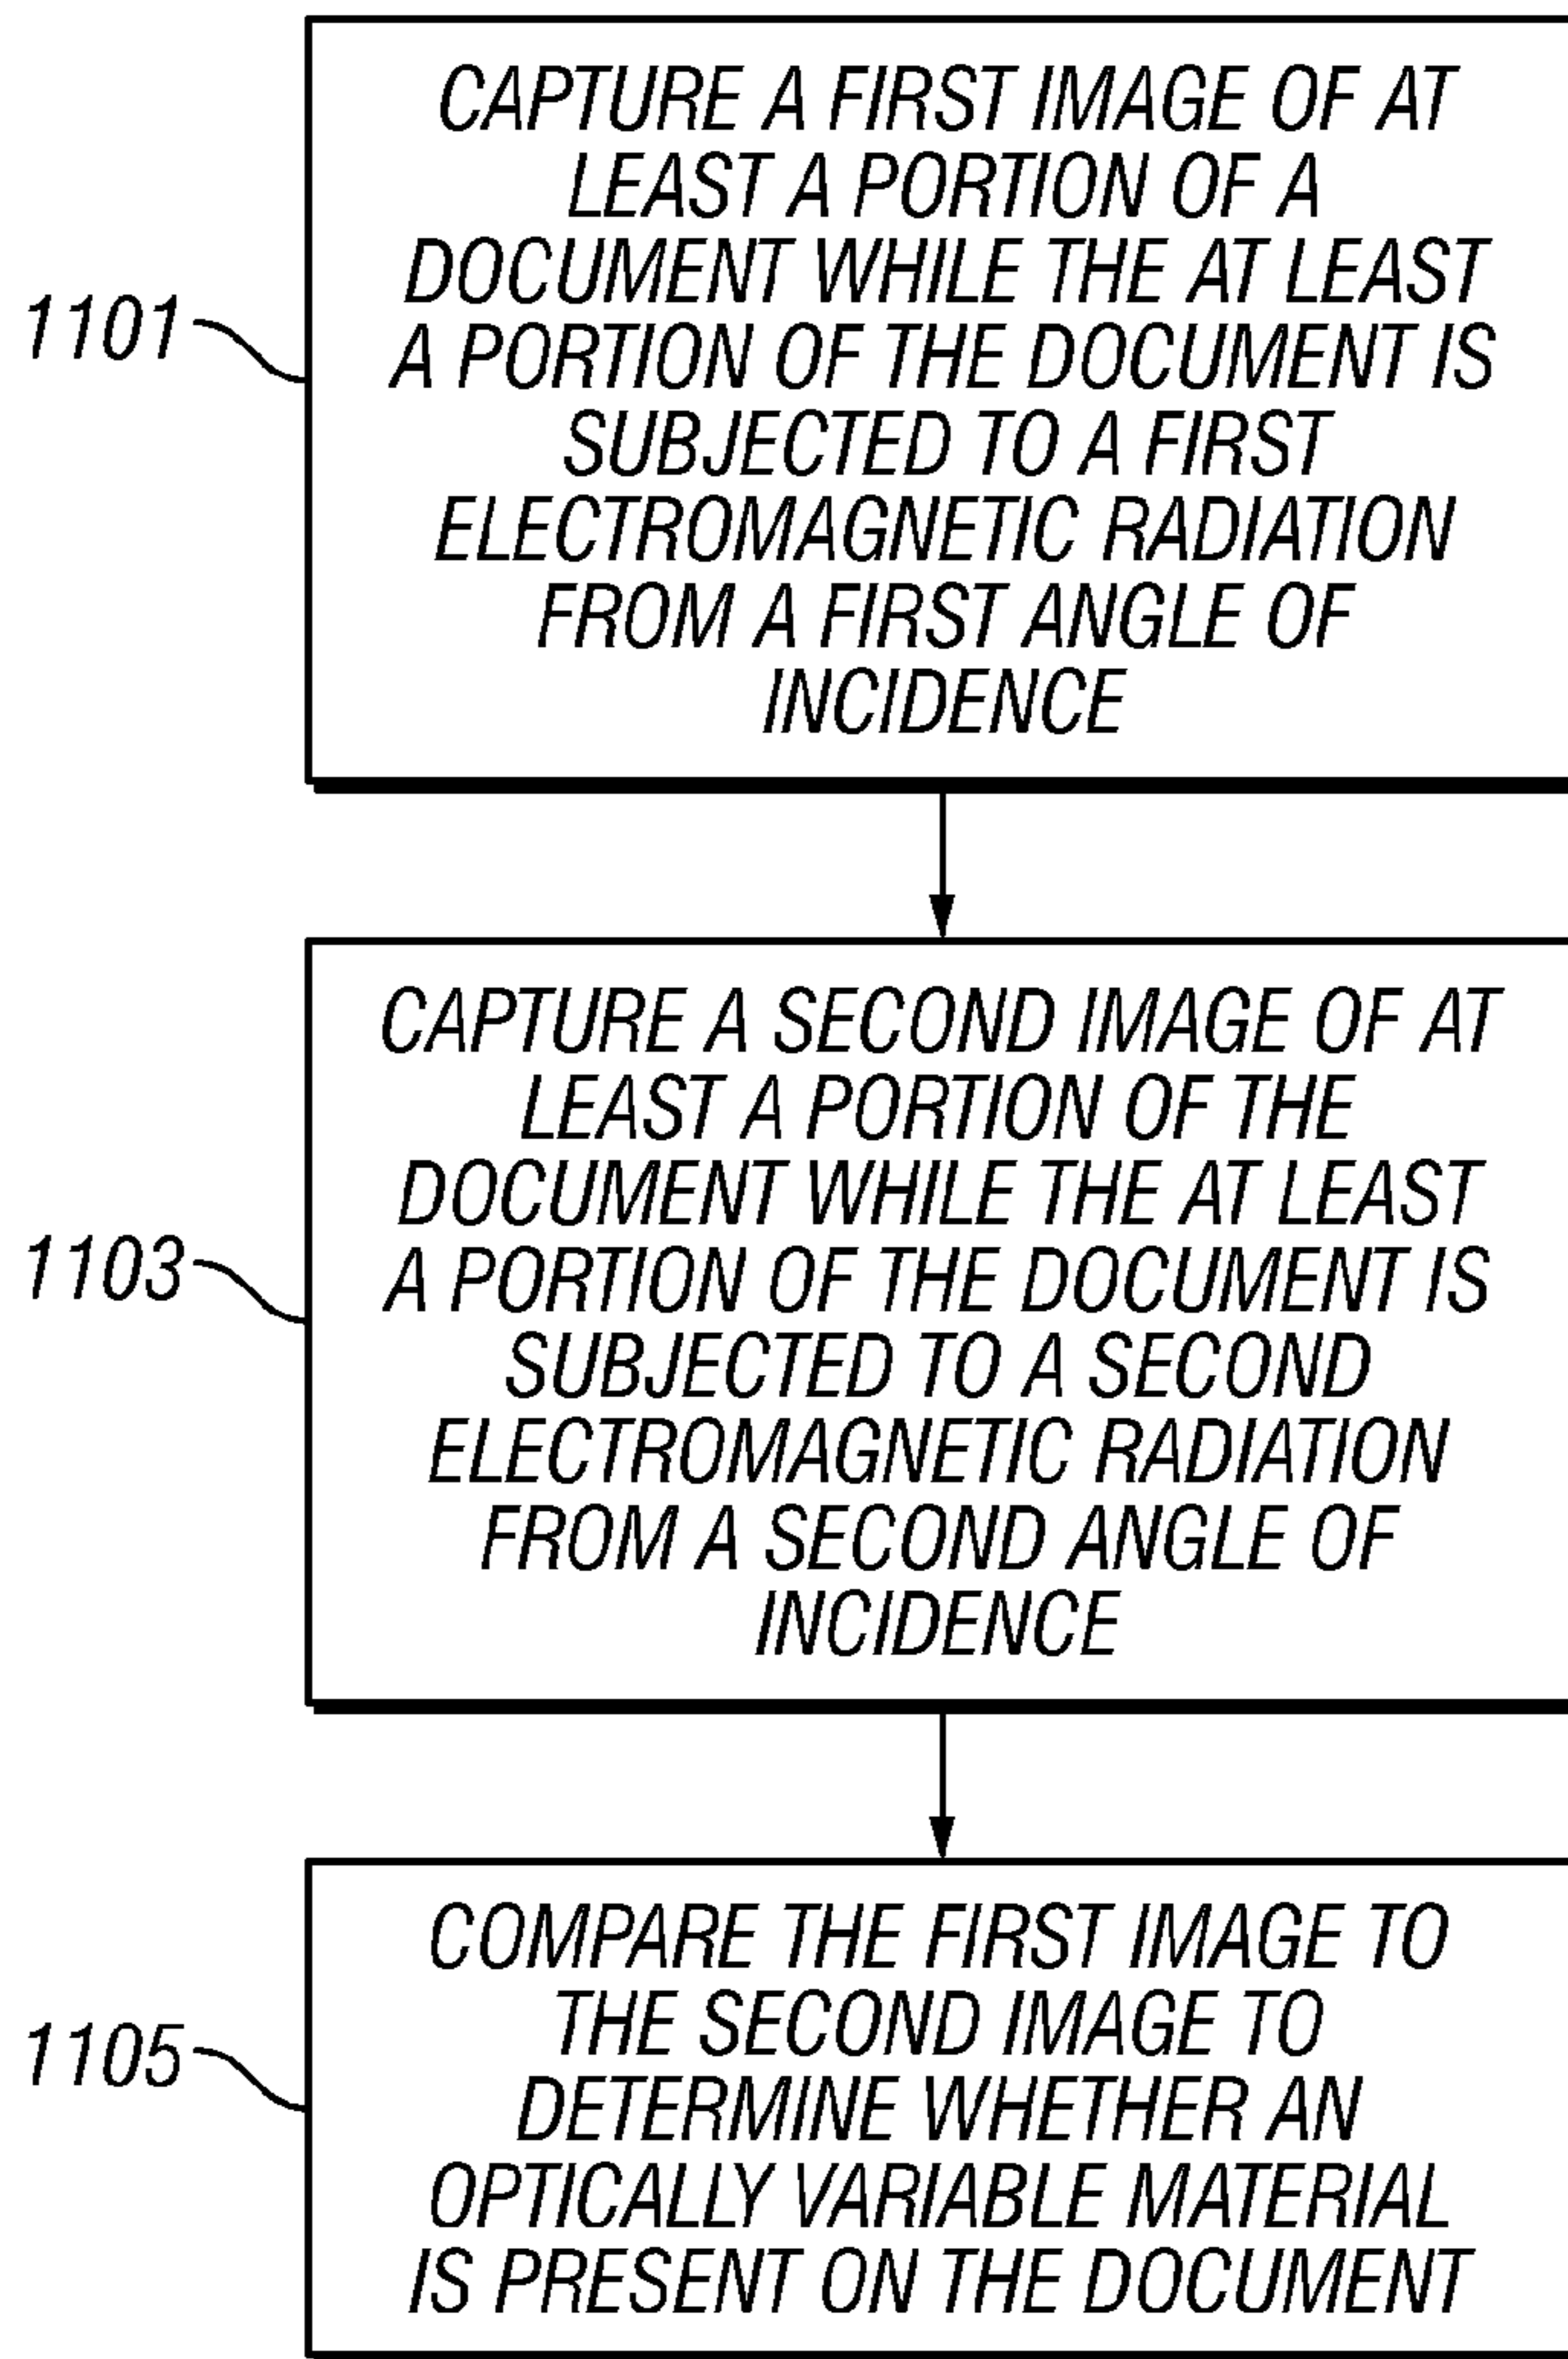 CAPTURE A FIRST IMAGE OF AT
LEAST A PORTION OF A
DOCUMENT WHILE THE AT LEAST
1101
A PORTION OF THE DOCUMENT IS
SUBJECTED TO A FIRST
ELECTROMAGNETIC RADIATION
FROM A FIRST ANGLE OF
INCIDENCE
CAPTURE A SECOND IMAGE OF AT
LEAST A PORTION OF THE
DOCUMENT WHILE THE AT LEAST
1103
A PORTION OF THE DOCUMENT IS
SUBJECTED TO A SECOND
ELECTROMAGNETIC RADIATION
FROM A SECOND ANGLE OF
INCIDENCE
COMPARE THE FIRST IMAGE TO
THE SECOND IMAGE TO
1105
DETERMINE WHETHER AN
OPTICALLY VARIABLE MATERIAL
IS PRESENT ON THE DOCUMENT